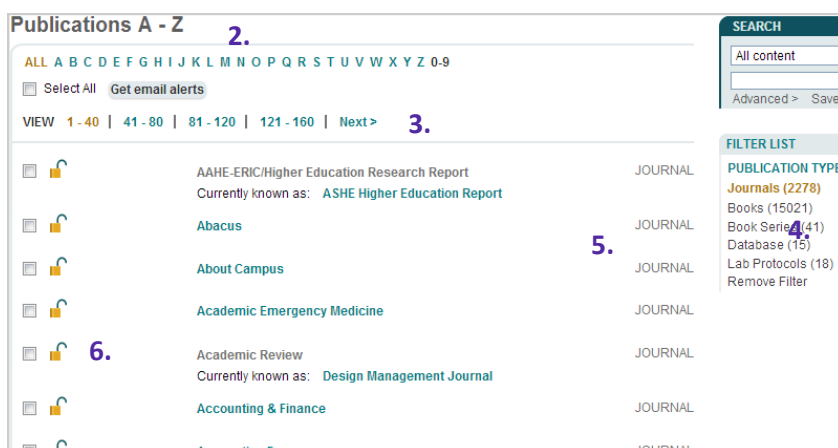 Publications A - Z
2.
ALL A B C D E F G H I J K L M N O P Q R S T U V W X Y Z 0-9
Select All Get email alerts
VIEW 1 - 40 | 41 - 80 | 81 - 120 | 121 - 160 | Next >
3.
AAHE-ERIC/Higher Education Research Report JOURNAL
Currently known as: ASHE Higher Education Report
Abacus JOURNAL
5.
About Campus JOURNAL
Academic Emergency Medicine JOURNAL
6.
Academic Review JOURNAL
Currently known as: Design Management Journal
Accounting & Finance JOURNAL
SEARCH
All content
Advanced > Save
FILTER LIST
PUBLICATION TYPE
Journals (2278)
Books (15021)
Book Series (41)
4.
Database (15)
Lab Protocols (18)
Remove Filter